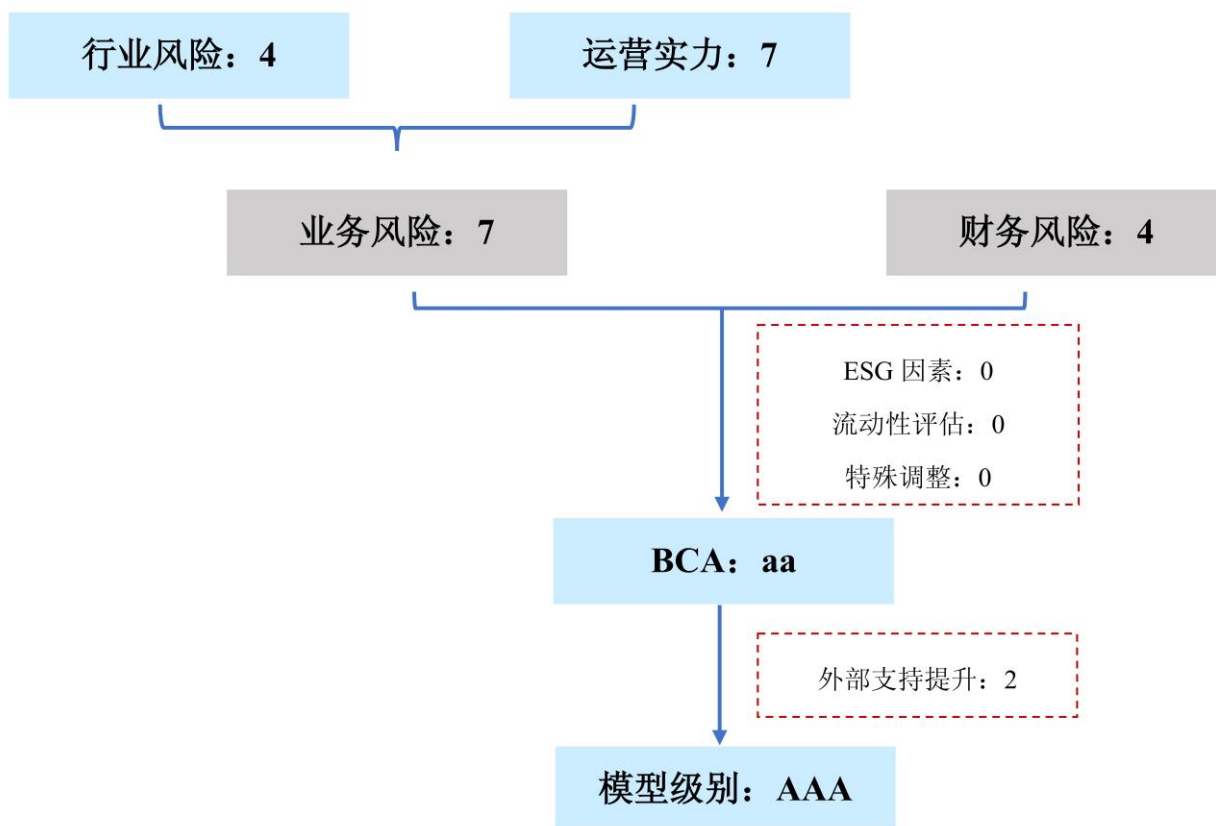 行业风险：4
运营实力：7
业务风险：7
财务风险：4
ESG 因素：0
流动性评估：0
特殊调整：0
BCA：aa
外部支持提升：2
模型级别：AAA